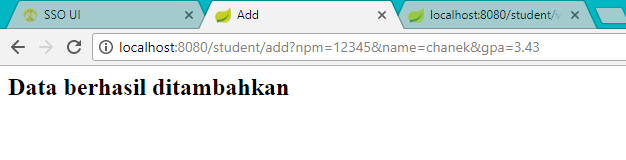 SSO UI
Add
localhost:8080/student/
localhost:8080/student/add?npm=12345&name=chanek&gpa=3.43
Data berhasil ditambahkan